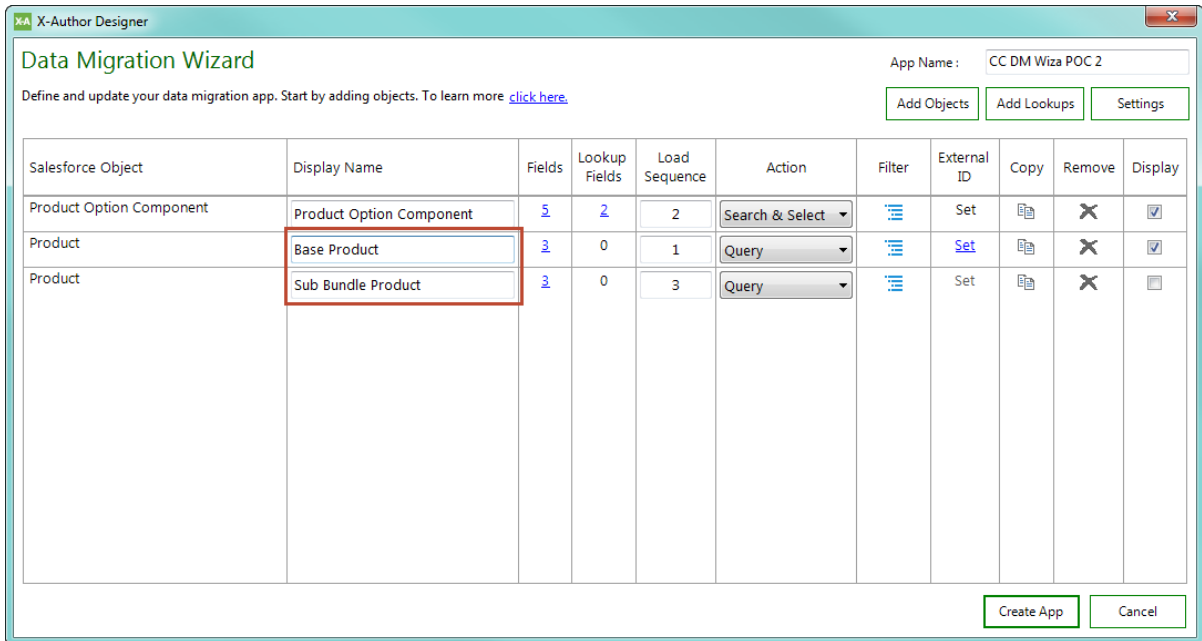 X-A X-Author Designer
Data Migration Wizard
App Name : CC DM Wiza POC 2
Define and update your data migration app. Start by adding objects. To learn more click here.
Add Objects Add Lookups Settings
Salesforce Object Display Name Fields Lookup Fields Load Sequence Action Filter External ID Copy Remove Display
Product Option Component Product Option Component 5 2 2 Search & Select Set
Product Base Product 3 0 1 Query Set
Product Sub Bundle Product 3 0 3 Query Set
Create App Cancel